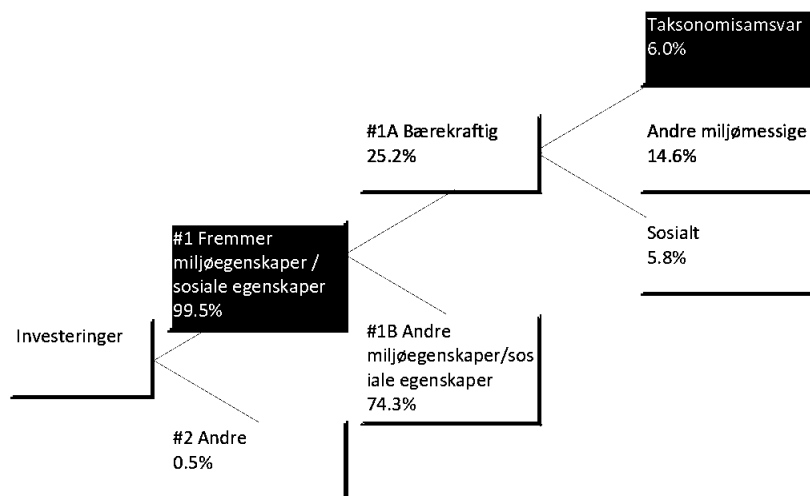 Taksonomisamsvar
6.0%
#1A Bærekraftig
25.2%
Andre miljømessige
14.6%
#1 Fremmer
miljøegenskaper /
sosiale egenskaper
99.5%
Sosialt
5.8%
Investeringer
#1B Andre
miljøegenskaper/sos
iale egenskaper
74.3%
#2 Andre
0.5%